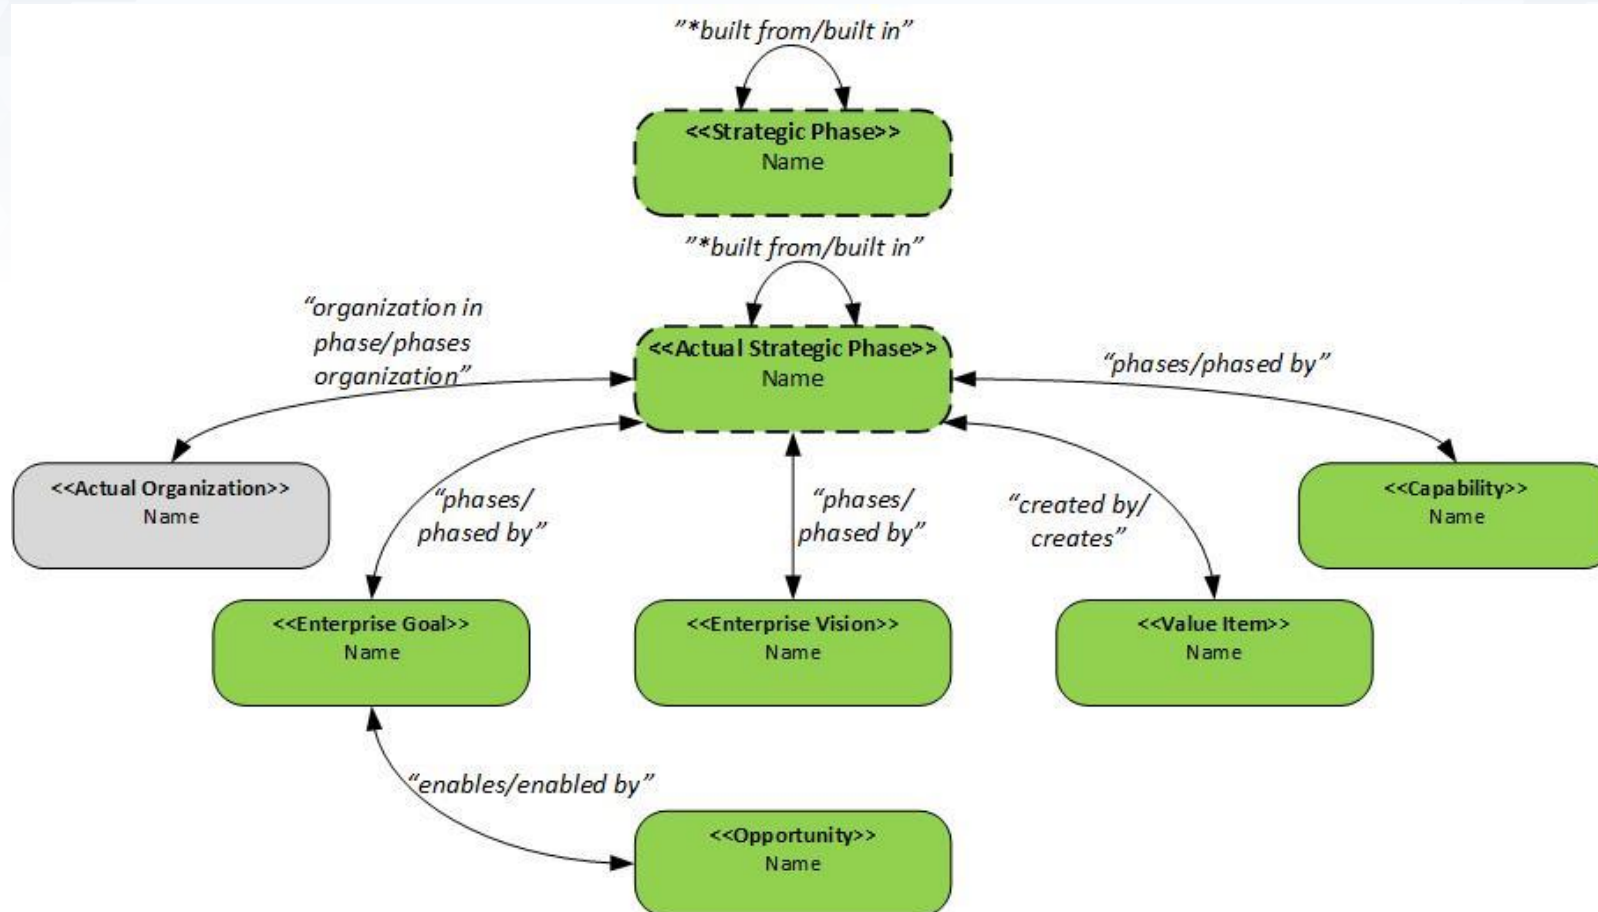 ”*built from/built in”
<<Strategic Phase>>
Name
”*built from/built in”
“organization in
phase/phases
organization”
<<Actual Strategic Phase>>
Name
“phases/phased by”
<<Actual Organization>>
Name
“phases/
phased by”
“phases/
phased by”
“created by/
creates”
<<Capability>>
Name
<<Enterprise Goal>>
Name
<<Enterprise Vision>>
Name
<<Value Item>>
Name
“enables/enabled by”
<<Opportunity>>
Name